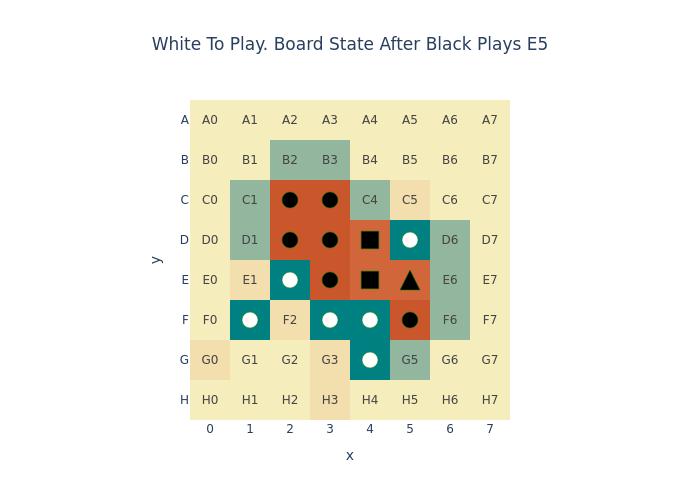 White To Play. Board State After Black Plays E5
A A0 A1 A2 A3 A4 A5 A6 A7
B B0 B1 B2 B3 B4 B5 B6 B7
C C0 C1 C4 C5 C6 C7
D D0 D1 D6 D7
E E0 E1 E6 E7
F F0 F2 F6 F7
G G0 G1 G2 G3 G5 G6 G7
H H0 H1 H2 H3 H4 H5 H6 H7
0 1 2 3 4 5 6 7
x
y